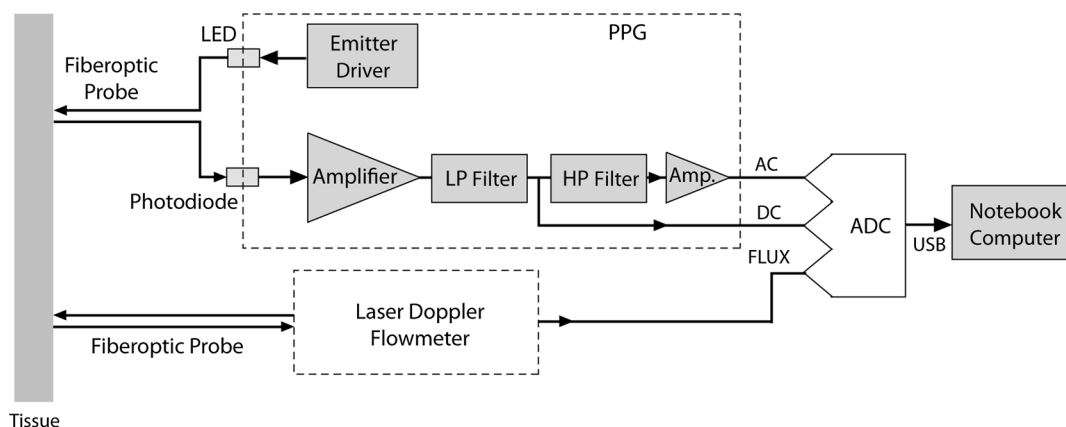 LED
PPG
Emitter
Driver
Fiberoptic
Probe
Amplifier
LP Filter
HP Filter
Amp.
AC
Photodiode
DC
ADC
Notebook
Computer
USB
FLUX
Laser Doppler
Flowmeter
Fiberoptic Probe
Tissue